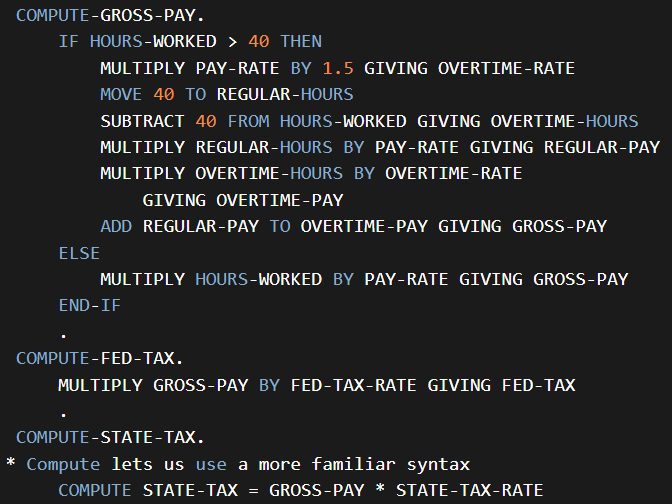 COMPUTE-GROSS-PAY.
IF HOURS-WORKED > 40 THEN
MULTIPLY PAY-RATE BY 1.5 GIVING OVERTIME-RATE
MOVE 40 TO REGULAR-HOURS
SUBTRACT 40 FROM HOURS-WORKED GIVING OVERTIME-HOURS
MULTIPLY REGULAR-HOURS BY PAY-RATE GIVING REGULAR-PAY
MULTIPLY OVERTIME-HOURS BY OVERTIME-RATE
GIVING OVERTIME-PAY
ADD REGULAR-PAY TO OVERTIME-PAY GIVING GROSS-PAY
ELSE
MULTIPLY HOURS-WORKED BY PAY-RATE GIVING GROSS-PAY
END-IF
.
COMPUTE-FED-TAX.
MULTIPLY GROSS-PAY BY FED-TAX-RATE GIVING FED-TAX
.
COMPUTE-STATE-TAX.
* Compute lets us use a more familiar syntax
COMPUTE STATE-TAX = GROSS-PAY * STATE-TAX-RATE